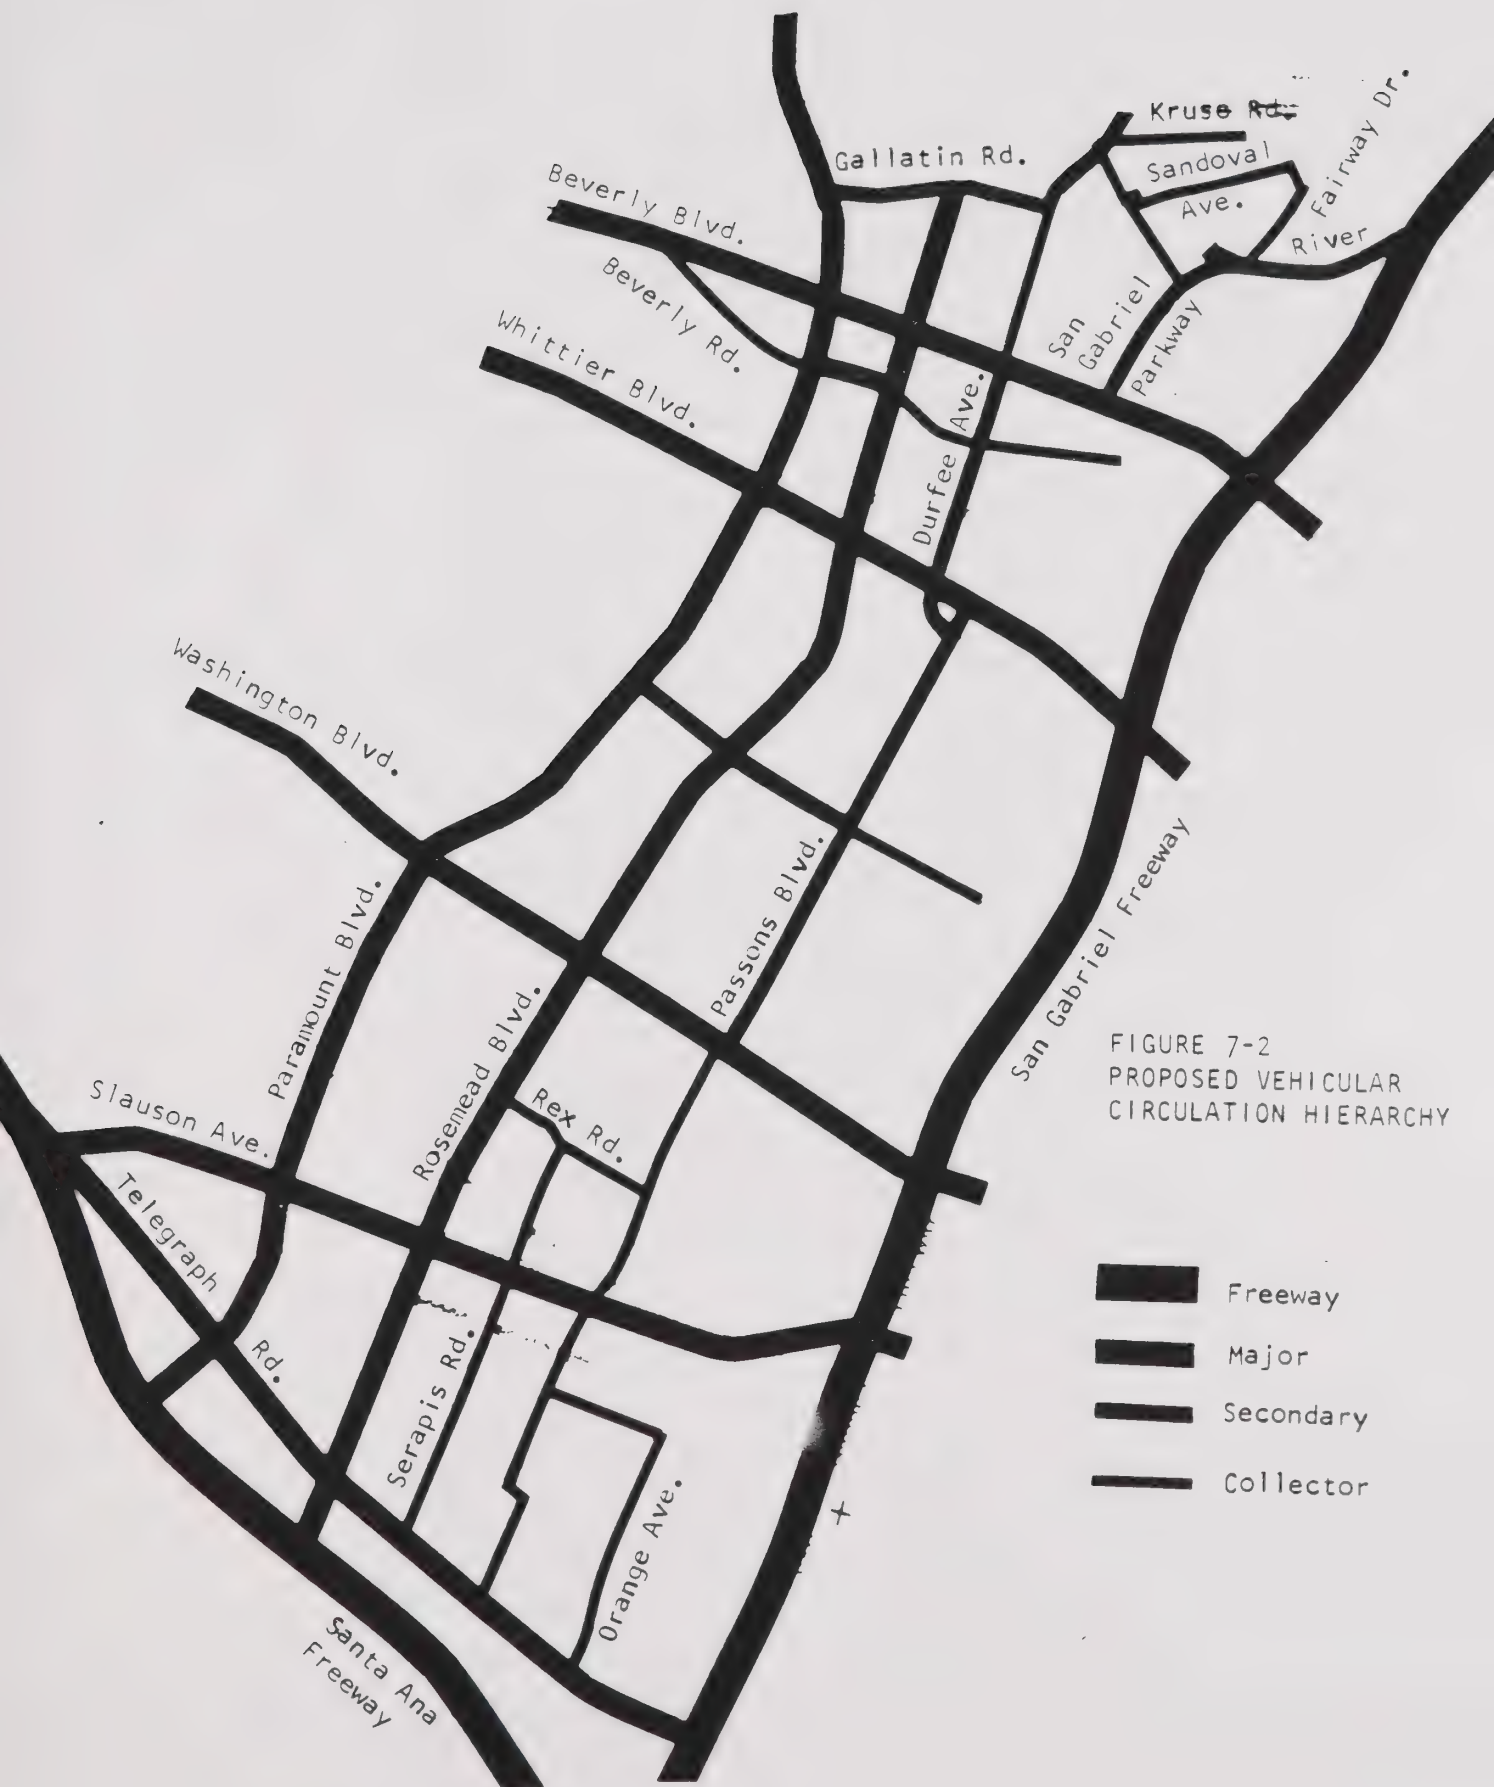 Kruse Rd.
Gallatin Rd.
Sandoval
Ave.
Fairway Dr.
River
Beverly Blvd.
Beverly Rd.
San
Gabriel
Parkway
Whittier Blvd.
Durfee Ave.
Washington Blvd.
Passons Blvd.
San Gabriel Freeway
Paramount Blvd.
Rosemead Blvd.
Slauson Ave.
Rex Rd.
Telegraph
Rd.
Serapis Rd.
Orange Ave.
Santa Ana
Freeway
FIGURE 7-2
PROPOSED VEHICULAR
CIRCULATION HIERARCHY
Freeway
Major
Secondary
Collector